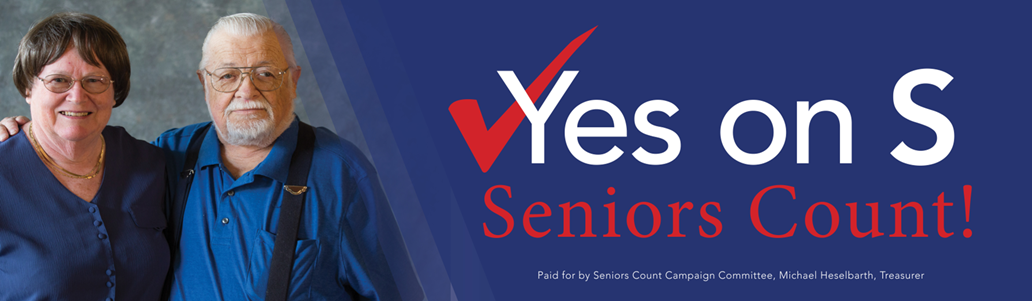 Yes on S
Seniors Count!
Paid for by Seniors Count Campaign Committee, Michael Heselbarth, Treasurer